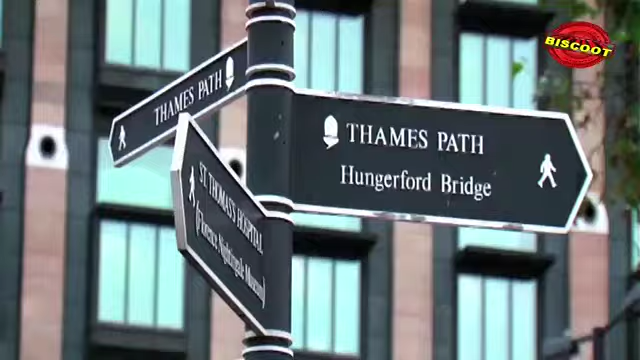 BISCOOT
THAMES PATH
THAMES PATH
Hungerford Bridge
ST THOMAS'S HOSPITAL
(Florence Nightingale Museum)